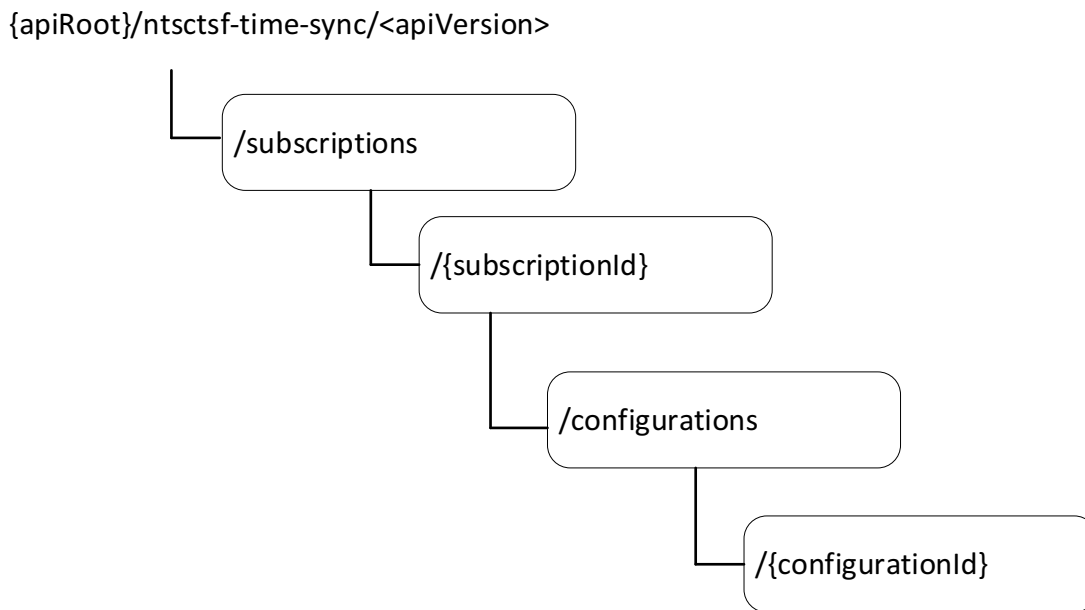 {apiRoot}/ntsctsf-time-sync/<apiVersion>
/subscriptions
/{subscriptionId}
/configurations
/{configurationId}